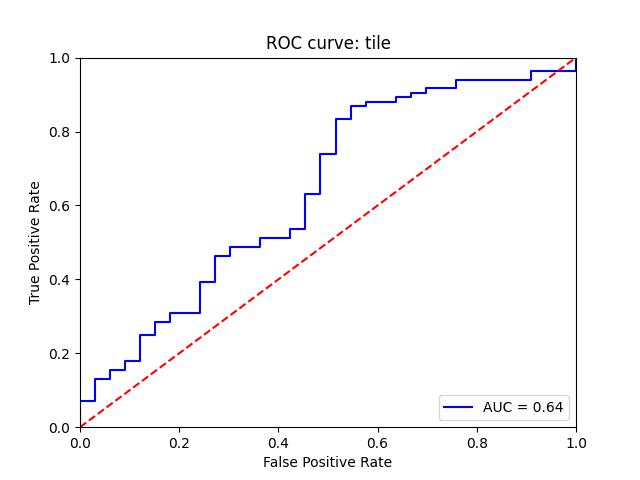 ROC curve: tile
True Positive Rate
1.0
0.8
0.6
0.4
0.2
0.0
AUC = 0.64
0.0 0.2 0.4 0.6 0.8 1.0
False Positive Rate